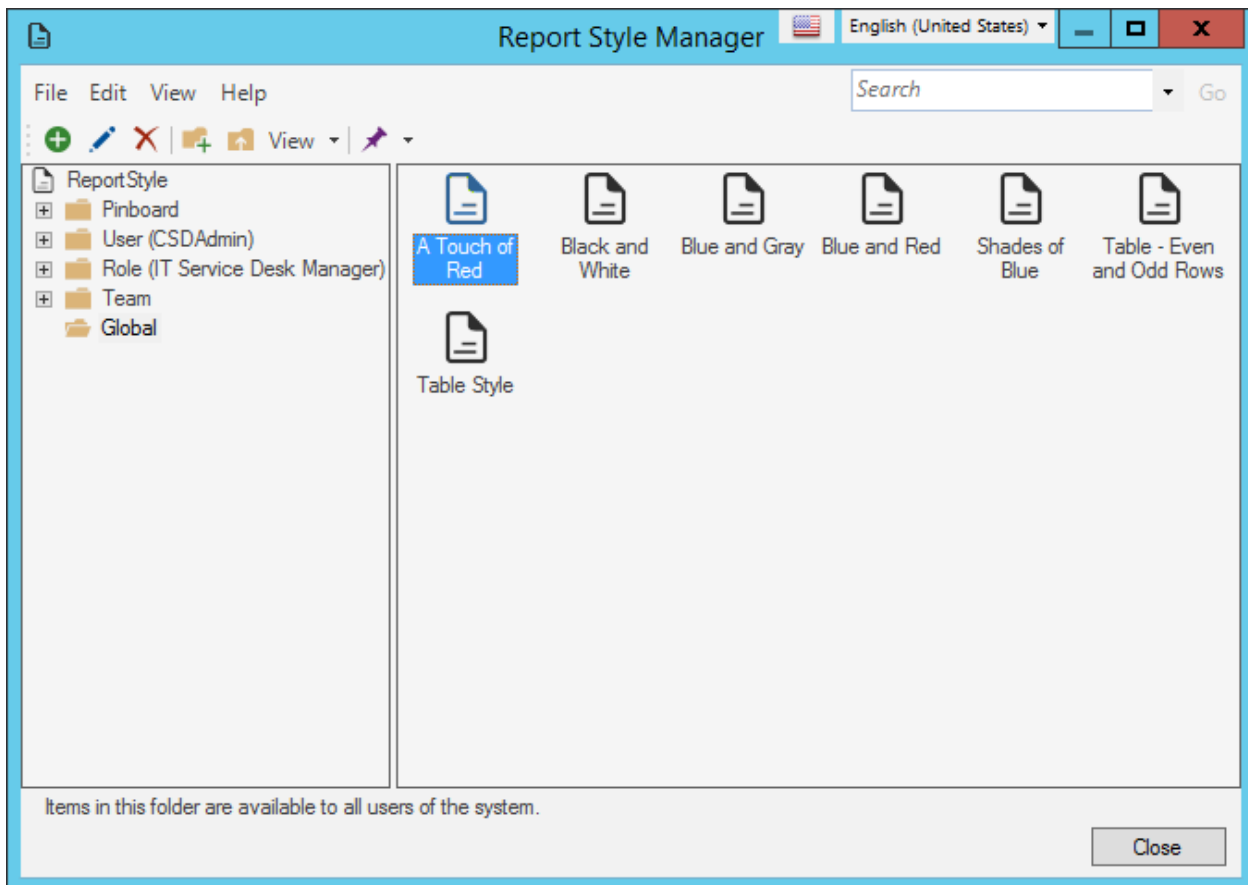 Report Style Manager
English (United States)
File Edit View Help
Search
Go
View
ReportStyle
Pinboard
User (CSDAdmin)
Role (IT Service Desk Manager)
Team
Global
A Touch of
Red
Black and
White
Blue and Gray
Blue and Red
Shades of
Blue
Table - Even
and Odd Rows
Table Style
Items in this folder are available to all users of the system.
Close